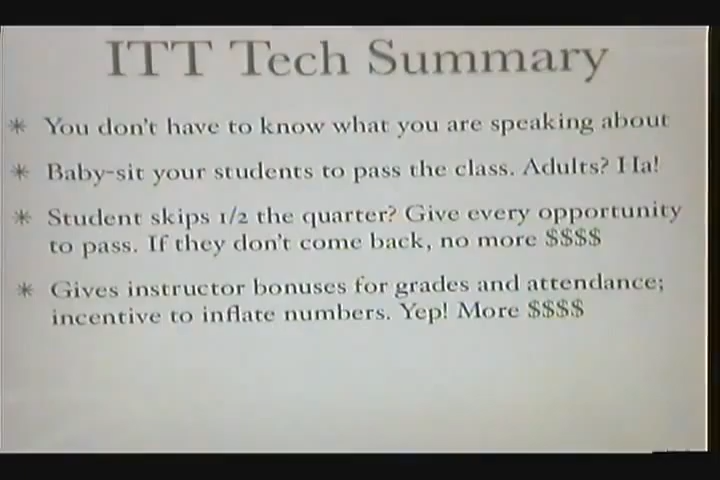 ITT Tech Summary
* You don't have to know what you are speaking about
* Baby-sit your students to pass the class. Adults? Ha!
* Student skips 1/2 the quarter? Give every opportunity
to pass. If they don't come back, no more $$$$
* Gives instructor bonuses for grades and attendance;
incentive to inflate numbers. Yep! More $$$$